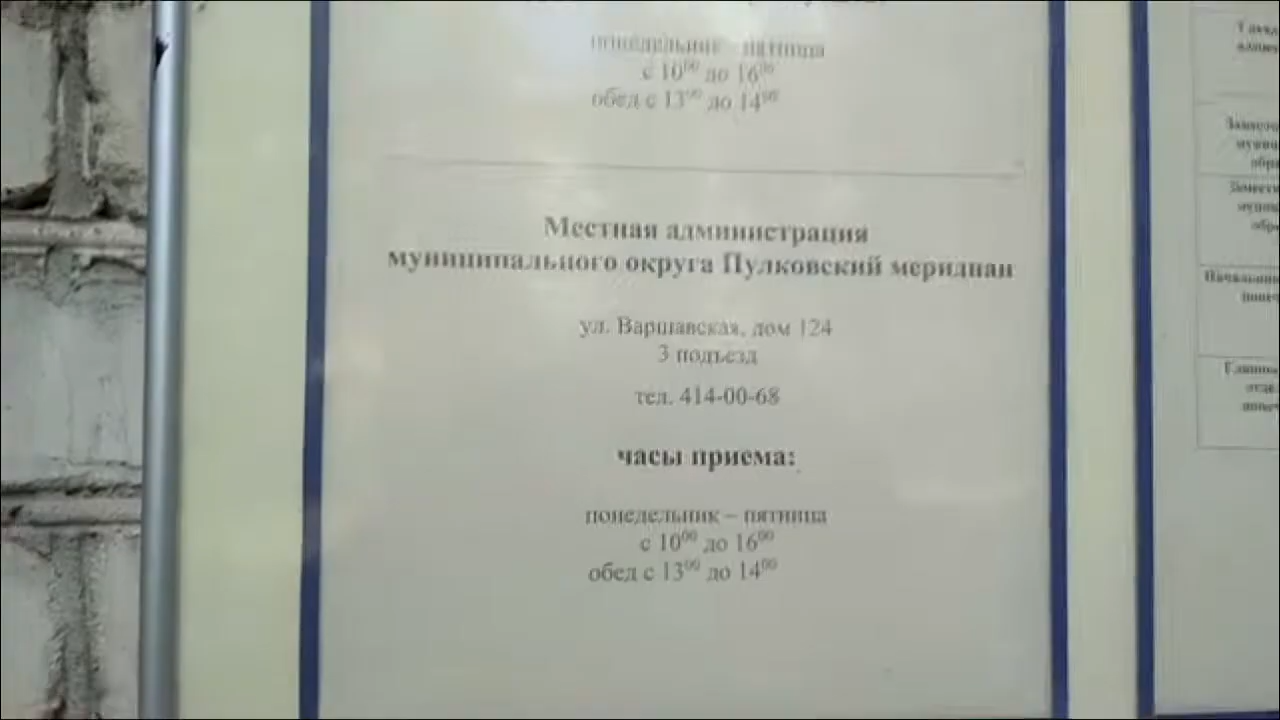 понедельник – пятница
с 10⁰⁰ до 16⁰⁰
обед с 13⁰⁰ до 14⁰⁰
Местная администрация
муниципального округа Пулковский меридиан
ул. Варшавская, дом 124
3 подъезд
тел. 414-00-68
часы приема:
понедельник – пятница
с 10⁰⁰ до 16⁰⁰
обед с 13⁰⁰ до 14⁰⁰